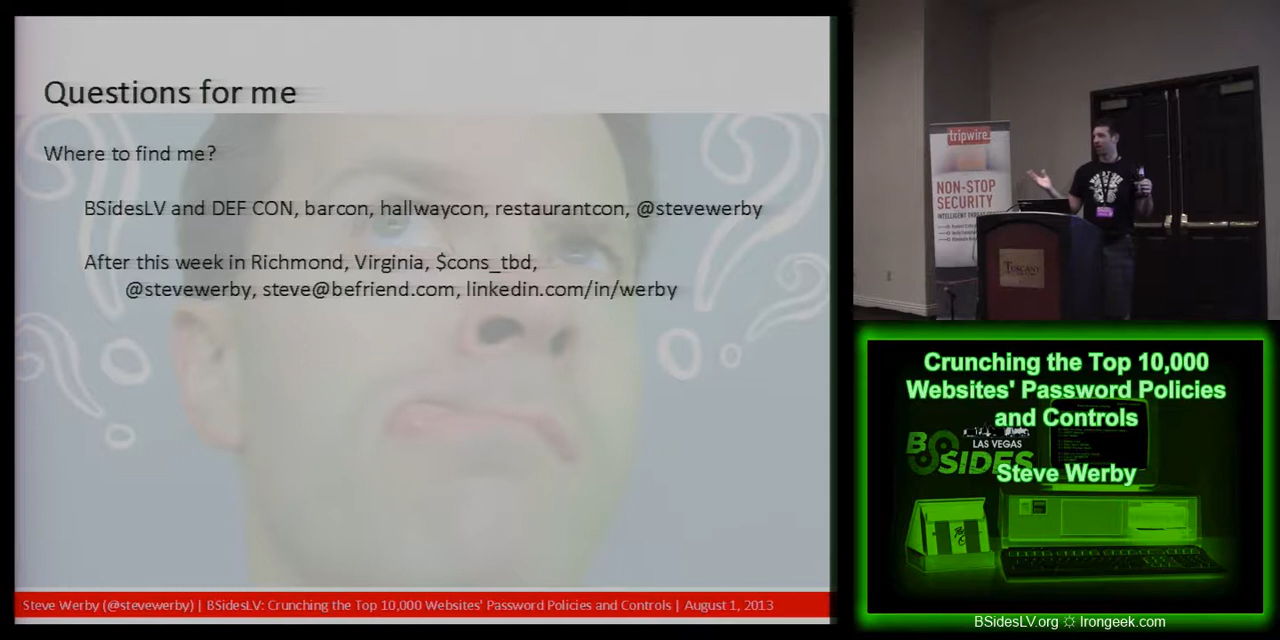 Questions for me
Where to find me?
BSidesLV and DEF CON, barcon, hallwaycon, restaurantcon, @stevewerby
After this week in Richmond, Virginia, $cons_tbd,
@stevewerby, steve@befriend.com, linkedin.com/in/werby
Steve Werby (@stevewerby) | BSidesLV: Crunching the Top 10,000 Websites' Password Policies and Controls | August 1, 2013
tripwire
NON-STOP
SECURITY
TUSCANY
Crunching the Top 10,000
Websites' Password Policies
and Controls
LAS VEGAS
BSIDES
Steve Werby
BSidesLV.org ☼ Irongeek.com